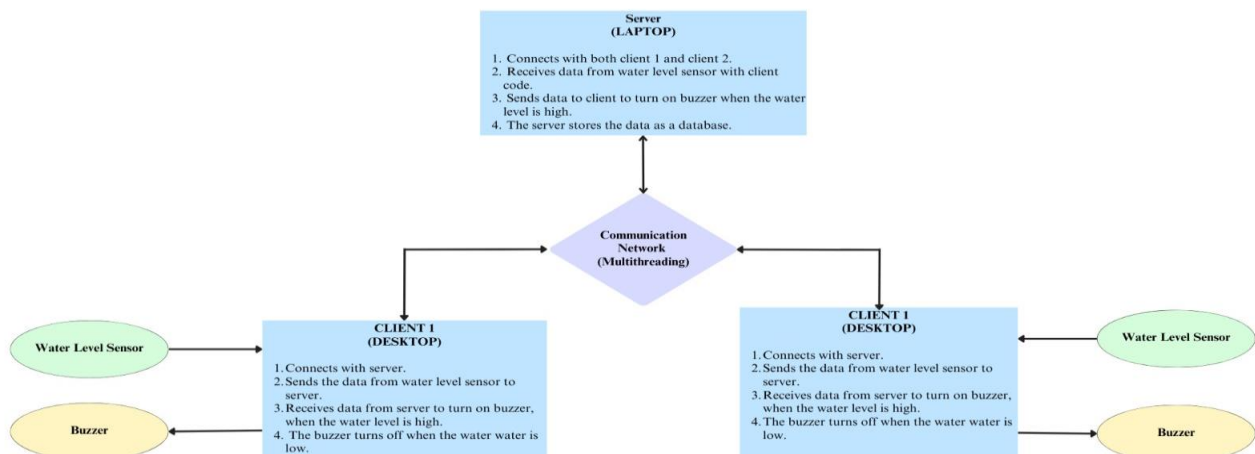 Server
(LAPTOP)
1. Connects with both client 1 and client 2.
2. Receives data from water level sensor with client
code.
3. Sends data to client to turn on buzzer when the water
level is high.
4. The server stores the data as a database.
Communication
Network
(Multithreading)
Water Level Sensor
Buzzer
CLIENT 1
(DESKTOP)
1. Connects with server.
2. Sends the data from water level sensor to
server.
3. Receives data from server to turn on buzzer,
when the water level is high.
4. The buzzer turns off when the water water is
low.
CLIENT 1
(DESKTOP)
1. Connects with server.
2. Sends the data from water level sensor to
server.
3. Receives data from server to turn on buzzer,
when the water level is high.
4. The buzzer turns off when the water water is
low.
Water Level Sensor
Buzzer